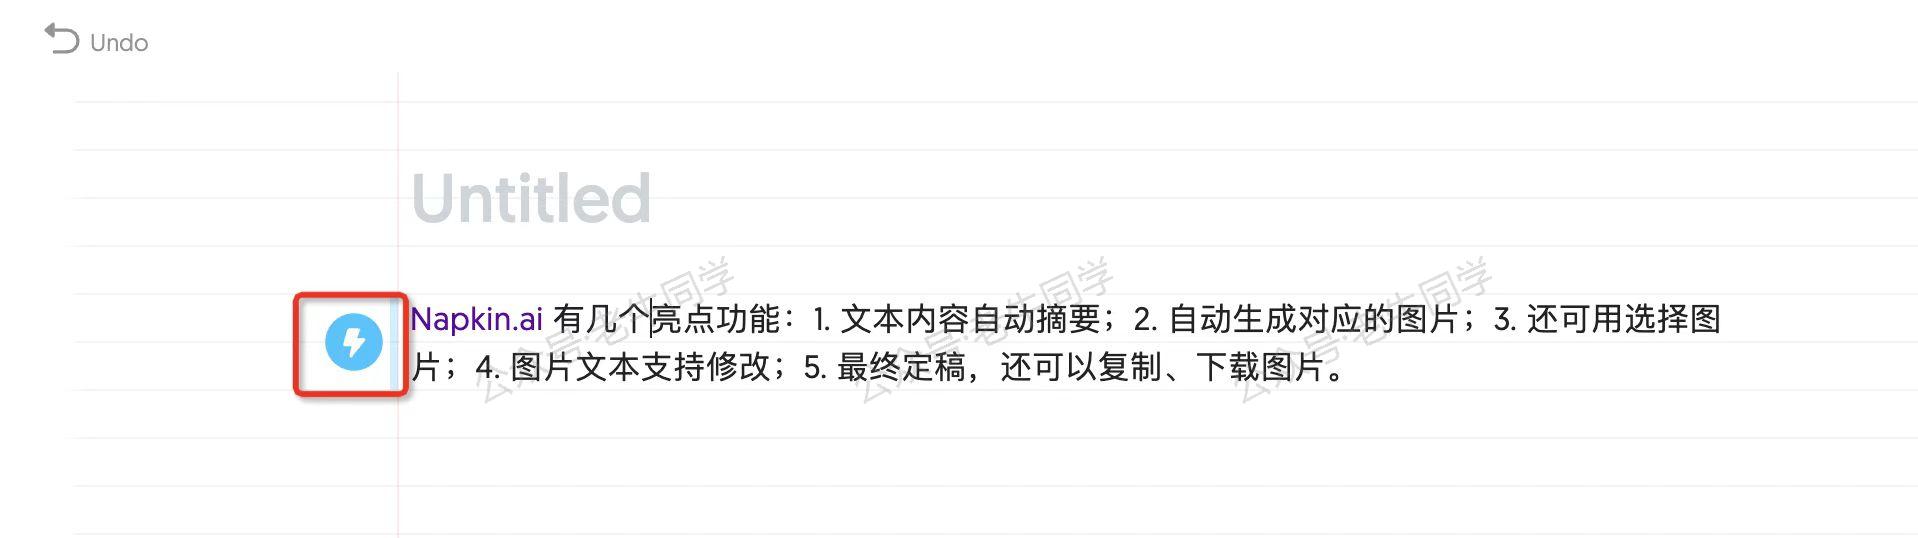 Undo
Untitled
Napkin.ai 有几个亮点功能：1. 文本内容自动摘要；2. 自动生成对应的图片；3. 还可用选择图
片；4. 图片文本支持修改；5. 最终定稿，还可以复制、下载图片。
公众号·老牛同学
公众号·老牛同学
公众号·老牛同学